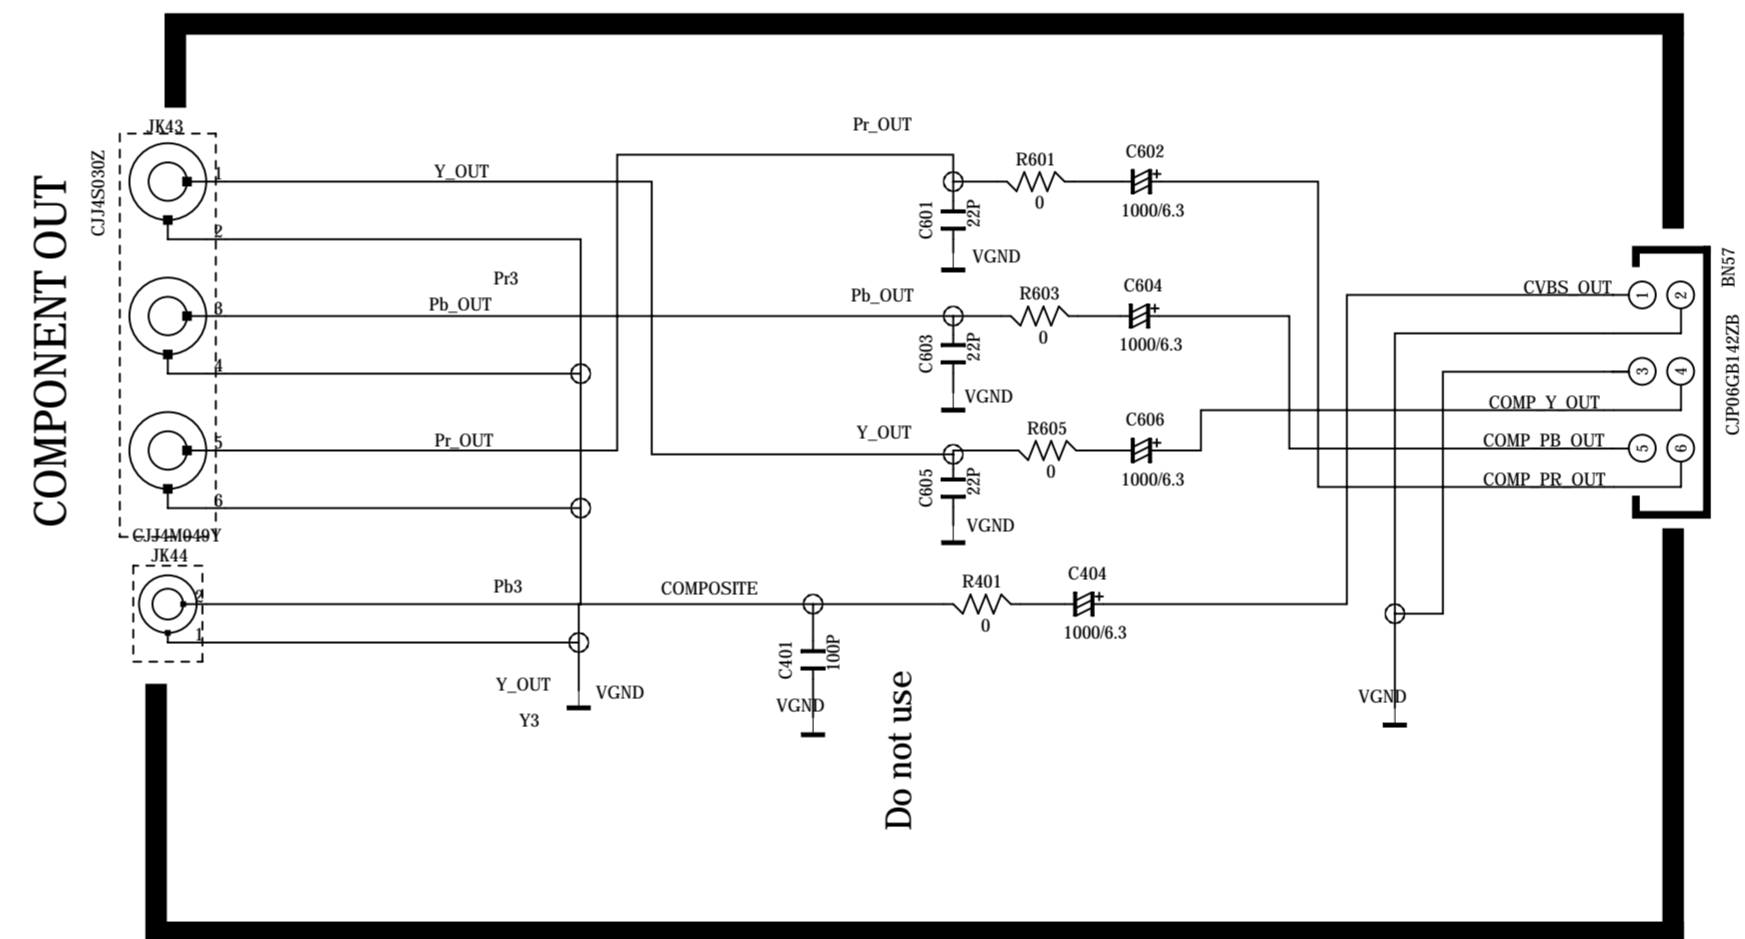 COMPONENT OUT
CJJ4S030Z
JK43
1
2
3
4
5
6
Y_OUT
Pr3
Pb_OUT
Pr_OUT
CJJ4M049Y
JK44
2
1
Pb3
COMPOSITE
Y_OUT
Y3
VGND
C401
100P
VGND
Do not use
Pr_OUT
R601
0
C602
1000/6.3
C601
22P
VGND
Pb_OUT
R603
0
C604
1000/6.3
C603
22P
VGND
Y_OUT
R605
0
C606
1000/6.3
C605
22P
VGND
R401
0
C404
1000/6.3
VGND
CVBS_OUT
COMP_Y_OUT
COMP_PB_OUT
COMP_PR_OUT
1
2
3
4
5
6
BN57
CJP06GB142ZB